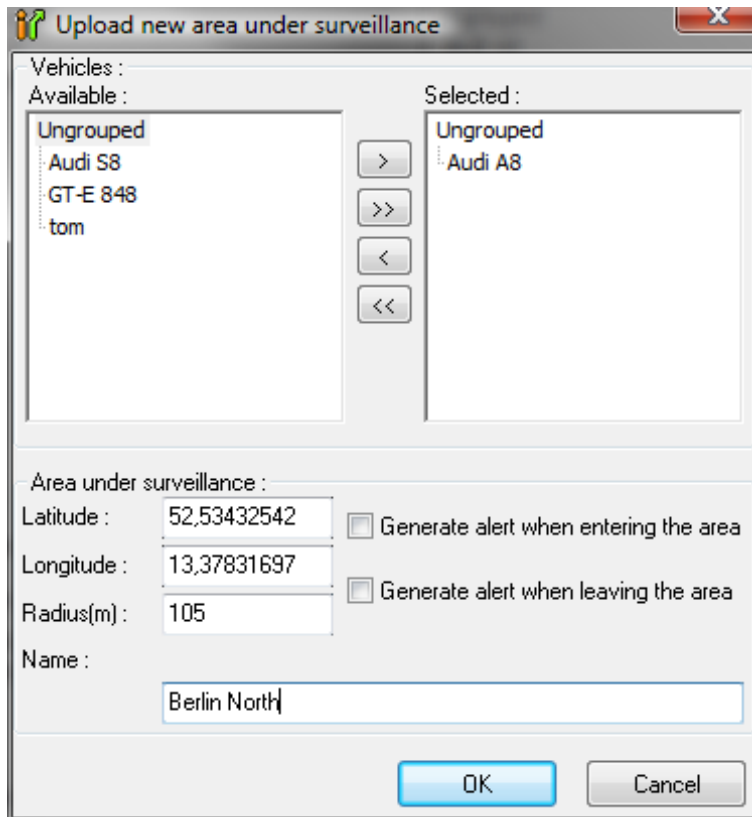 Upload new area under surveillance
X
Vehicles :
Available :
Selected :
Ungrouped
Audi S8
GT-E 848
tom
>
>>
<
<<
Ungrouped
Audi A8
Area under surveillance :
Latitude : 52,53432542
Generate alert when entering the area
Longitude : 13,37831697
Generate alert when leaving the area
Radius(m) : 105
Name :
Berlin North
OK
Cancel